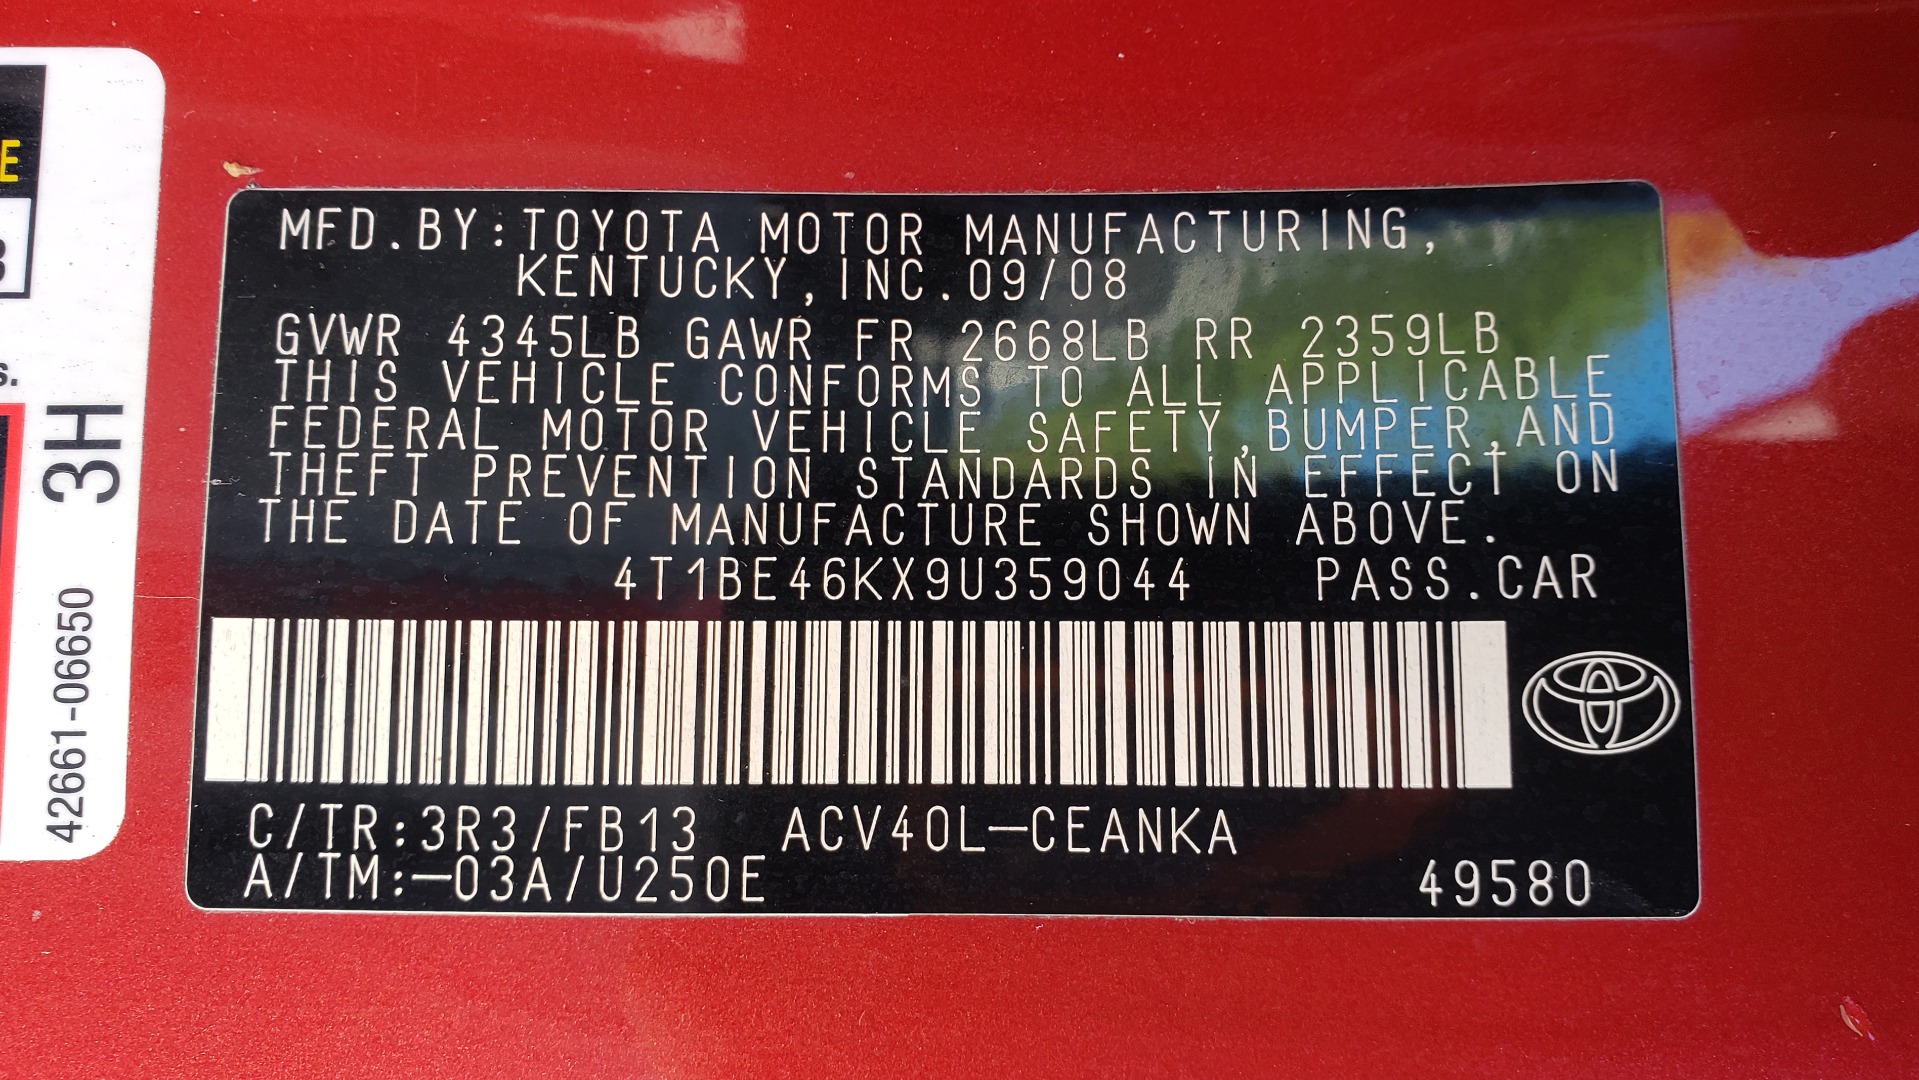 E
3
s.
3H
42661-06650
MFD.BY:TOYOTA MOTOR MANUFACTURING,
KENTUCKY,INC.09/08
GVWR 4345LB GAWR FR 2668LB RR 2359LB
THIS VEHICLE CONFORMS TO ALL APPLICABLE
FEDERAL MOTOR VEHICLE SAFETY,BUMPER,AND
THEFT PREVENTION STANDARDS IN EFFECT ON
THE DATE OF MANUFACTURE SHOWN ABOVE.
4T1BE46KX9U359044 PASS.CAR
C/TR:3R3/FB13 ACV40L—CEANKA
A/TM:—03A/U250E 49580